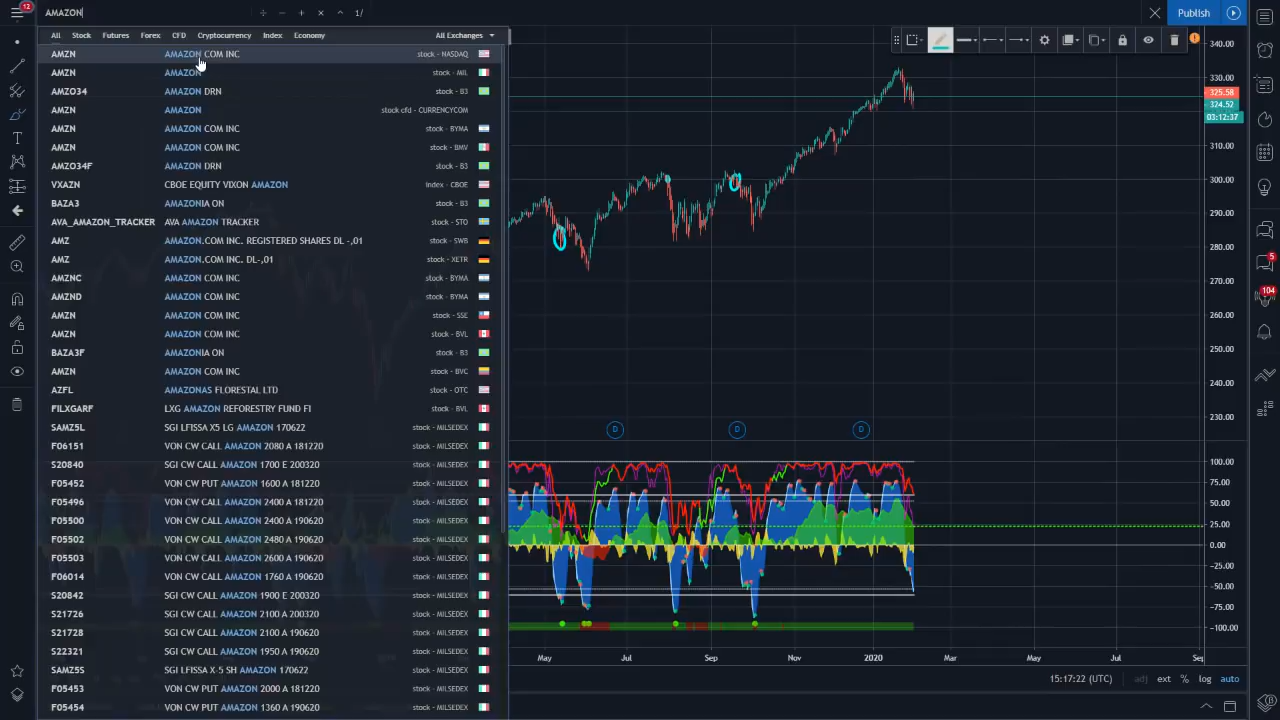 12
AMAZON
1/
Publish
All Stock Futures Forex CFD Cryptocurrency Index Economy All Exchanges
AMZN AMAZON COM INC stock - NASDAQ
AMZN AMAZON stock - MIL
AMZO34 AMAZON DRN stock - B3
AMZN AMAZON stock cfd - CURRENCYCOM
AMZN AMAZON COM INC stock - BYMA
AMZN AMAZON COM INC stock - BMV
AMZO34F AMAZON DRN stock - B3
VXAZN CBOE EQUITY VIXON AMAZON index - CBOE
BAZA3 AMAZONIA ON stock - B3
AVA_AMAZON_TRACKER AVA AMAZON TRACKER stock - STO
AMZ AMAZON.COM INC. REGISTERED SHARES DL -,01 stock - SWB
AMZ AMAZON.COM INC. DL-,01 stock - XETR
AMZNC AMAZON COM INC stock - BYMA
AMZND AMAZON COM INC stock - BYMA
AMZN AMAZON COM INC stock - SSE
AMZN AMAZON COM INC stock - BVL
BAZA3F AMAZONIA ON stock - B3
AMZN AMAZON COM INC stock - BVC
AZFL AMAZONAS FLORESTAL LTD stock - OTC
FILXGARF LXG AMAZON REFORESTRY FUND FI stock - BVL
SAMZ5L SGI LFISSA X5 LG AMAZON 170622 stock - MILSEDEX
F06151 VON CW CALL AMAZON 2080 A 181220 stock - MILSEDEX
S20840 SGI CW CALL AMAZON 1700 E 200320 stock - MILSEDEX
F05492 VON CW PUT AMAZON 1600 A 181220 stock - MILSEDEX
F05496 VON CW CALL AMAZON 2400 A 181220 stock - MILSEDEX
F05500 VON CW CALL AMAZON 2400 A 190620 stock - MILSEDEX
F05502 VON CW CALL AMAZON 2480 A 190620 stock - MILSEDEX
F05503 VON CW CALL AMAZON 2600 A 190620 stock - MILSEDEX
F06014 VON CW CALL AMAZON 1760 A 190620 stock - MILSEDEX
S20842 SGI CW CALL AMAZON 1900 E 200320 stock - MILSEDEX
S21726 SGI CW CALL AMAZON 2100 A 200320 stock - MILSEDEX
S21728 SGI CW CALL AMAZON 2100 A 190620 stock - MILSEDEX
S22321 SGI CW CALL AMAZON 1950 A 190620 stock - MILSEDEX
SAMZ5S SGI LFISSA X-5 SH AMAZON 170622 stock - MILSEDEX
F05453 VON CW PUT AMAZON 2000 A 181220 stock - MILSEDEX
F05454 VON CW PUT AMAZON 1360 A 190620 stock - MILSEDEX
340.00
330.00
325.58
324.52
03:12:37
310.00
300.00
290.00
280.00
270.00
260.00
250.00
240.00
230.00
D D D
100.00
75.00
50.00
25.00
0.00
-25.00
-50.00
-75.00
-100.00
May Jul Sep Nov 2020 Mar May Jul Sep
15:17:22 (UTC) adj ext % log auto
5
104